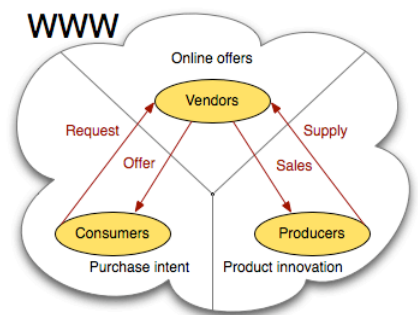 WWW
Online offers
Vendors
Request
Supply
Offer
Sales
Consumers
Producers
Purchase intent
Product innovation